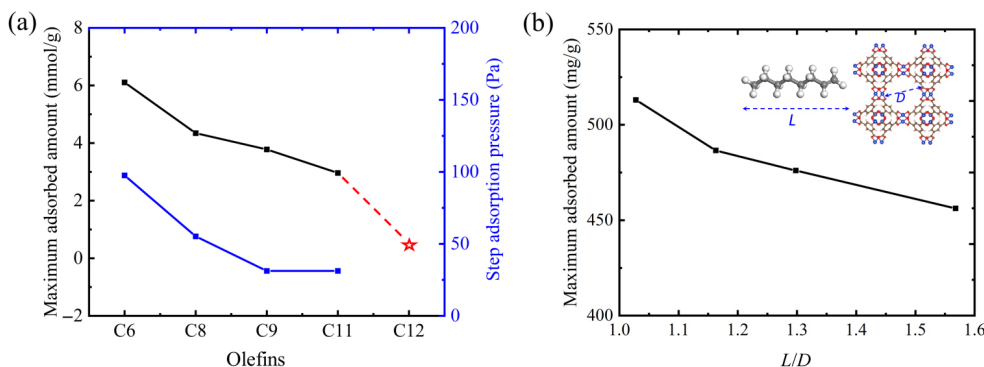 (a)
Maximum adsorbed amount (mmol/g)
8
6
4
2
0
−2
C6
C8
C9
C11
C12
Olefins
200
150
100
50
0
Step adsorption pressure (Pa)
(b)
Maximum adsorbed amount (mg/g)
550
500
450
400
1.0
1.1
1.2
1.3
1.4
1.5
1.6
L/D
L
D